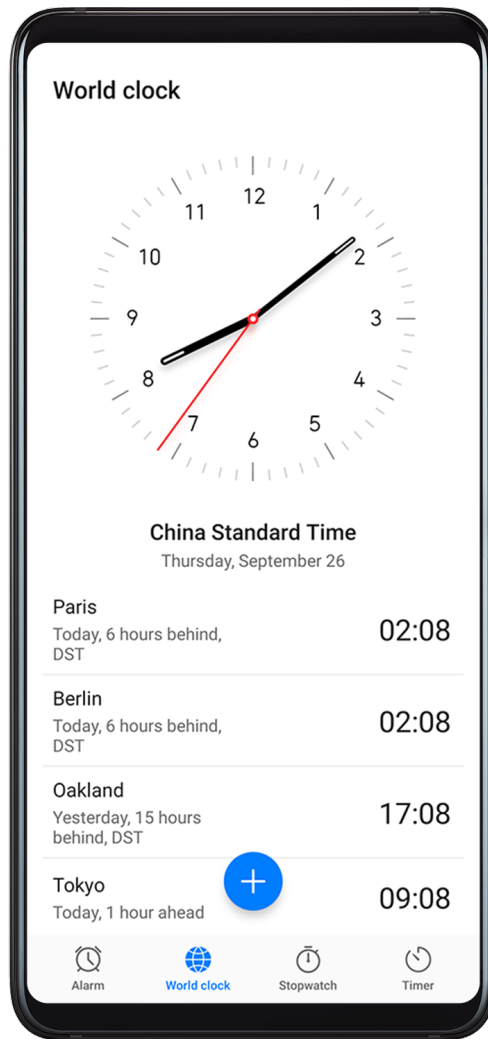 World clock
12
11
1
10
2
9
3
8
4
7
5
6
China Standard Time
Thursday, September 26
Paris
Today, 6 hours behind,
DST
02:08
Berlin
Today, 6 hours behind,
DST
02:08
Oakland
Yesterday, 15 hours
behind, DST
17:08
Tokyo
Today, 1 hour ahead
09:08
Alarm
World clock
Stopwatch
Timer